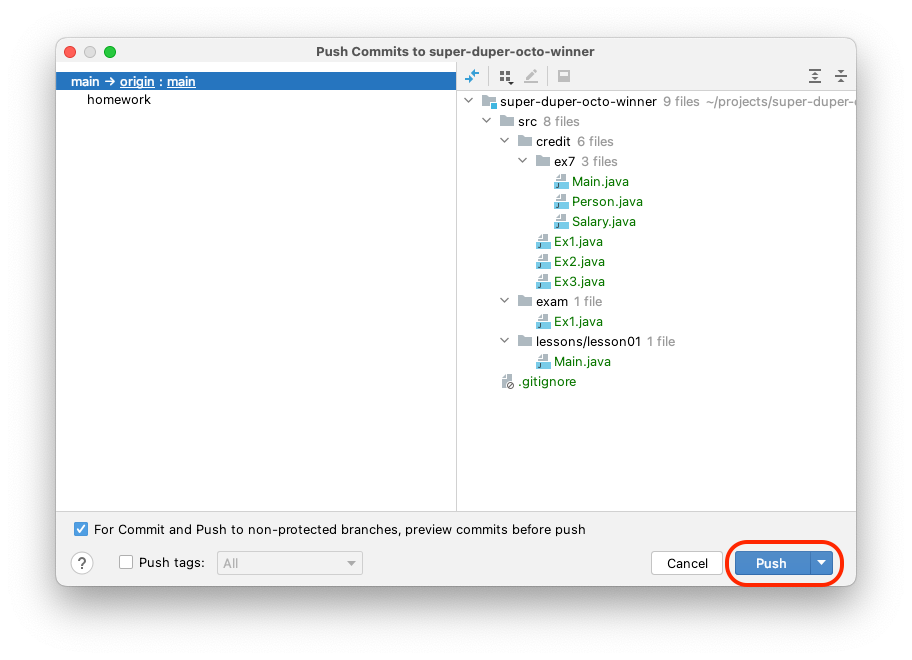 Push Commits to super-duper-octo-winner
main → origin : main
homework
super-duper-octo-winner 9 files ~/projects/super-duper-
src 8 files
credit 6 files
ex7 3 files
Main.java
Person.java
Salary.java
Ex1.java
Ex2.java
Ex3.java
exam 1 file
Ex1.java
lessons/lesson01 1 file
Main.java
.gitignore
For Commit and Push to non-protected branches, preview commits before push
? Push tags: All Cancel Push